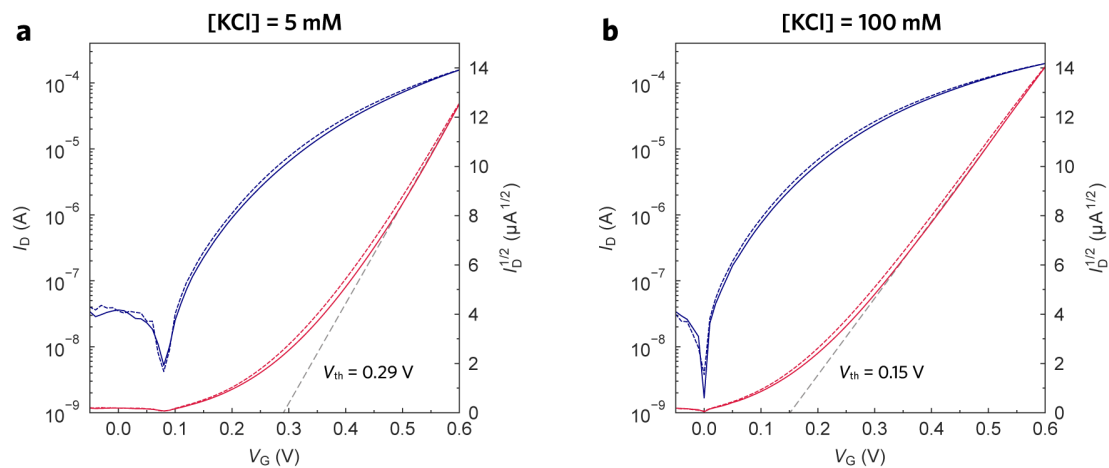 a
[KCl] = 5 mM
10⁻⁴
10⁻⁵
10⁻⁶
10⁻⁷
10⁻⁸
10⁻⁹
I_D (A)
14
12
10
8
6
4
2
0
I_D^1/2 (μA^1/2)
V_th = 0.29 V
0.0 0.1 0.2 0.3 0.4 0.5 0.6
V_G (V)
b
[KCl] = 100 mM
10⁻⁴
10⁻⁵
10⁻⁶
10⁻⁷
10⁻⁸
10⁻⁹
I_D (A)
14
12
10
8
6
4
2
0
I_D^1/2 (μA^1/2)
V_th = 0.15 V
0.0 0.1 0.2 0.3 0.4 0.5 0.6
V_G (V)